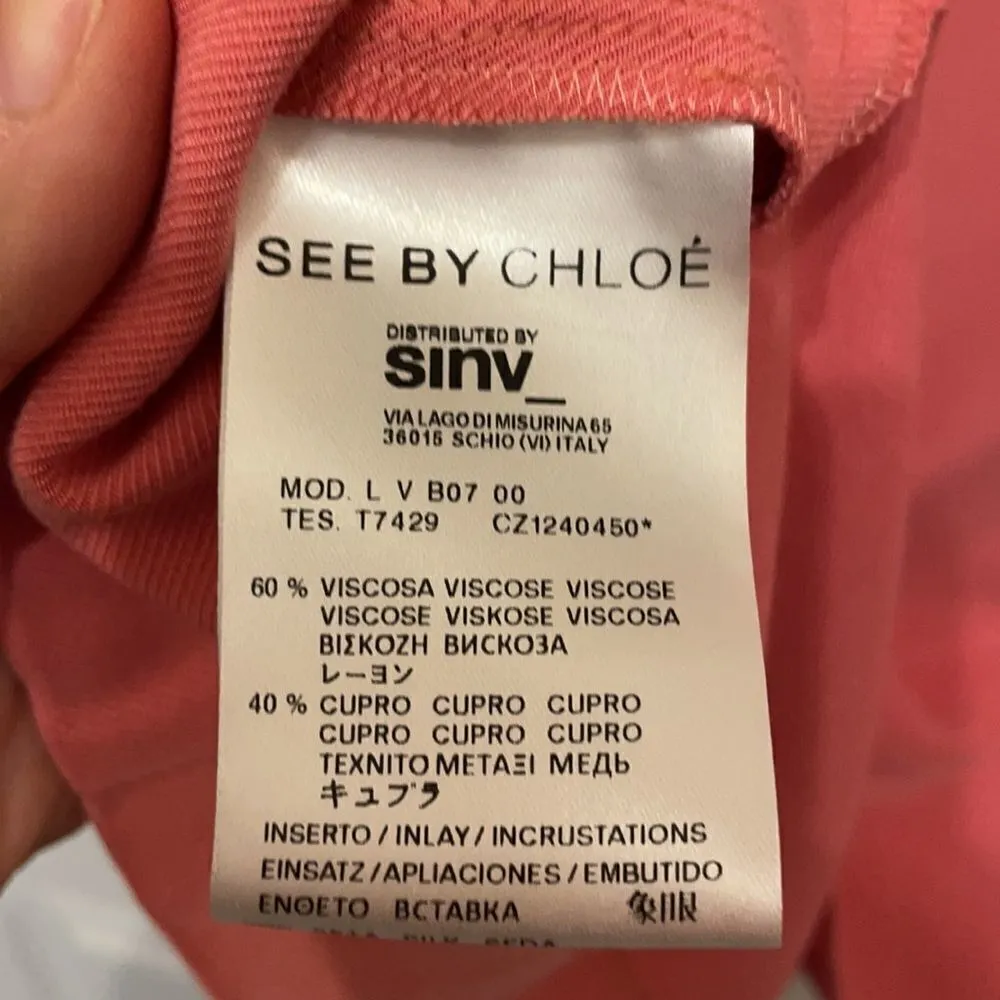 SEE BY CHLOÉ
DISTRIBUTED BY
sinv_
VIA LAGO DI MISURINA 65
36015 SCHIO (VI) ITALY
MOD. L V B07 00
TES. T7429 CZ1240450*
60 % VISCOSA VISCOSE VISCOSE
VISCOSE VISKOSE VISCOSA
ΒΙΣΚΟΖΗ ВИСКОЗА
レーヨン
40 % CUPRO CUPRO CUPRO
CUPRO CUPRO CUPRO
ΤΕΧΝΙΤΟ ΜΕΤΑΞΙ МЕДЬ
キュプラ
INSERTO / INLAY / INCRUSTATIONS
EINSATZ / APLIACIONES / EMBUTIDO
ΕΝΘΕΤΟ ВСТАВКА 象眼